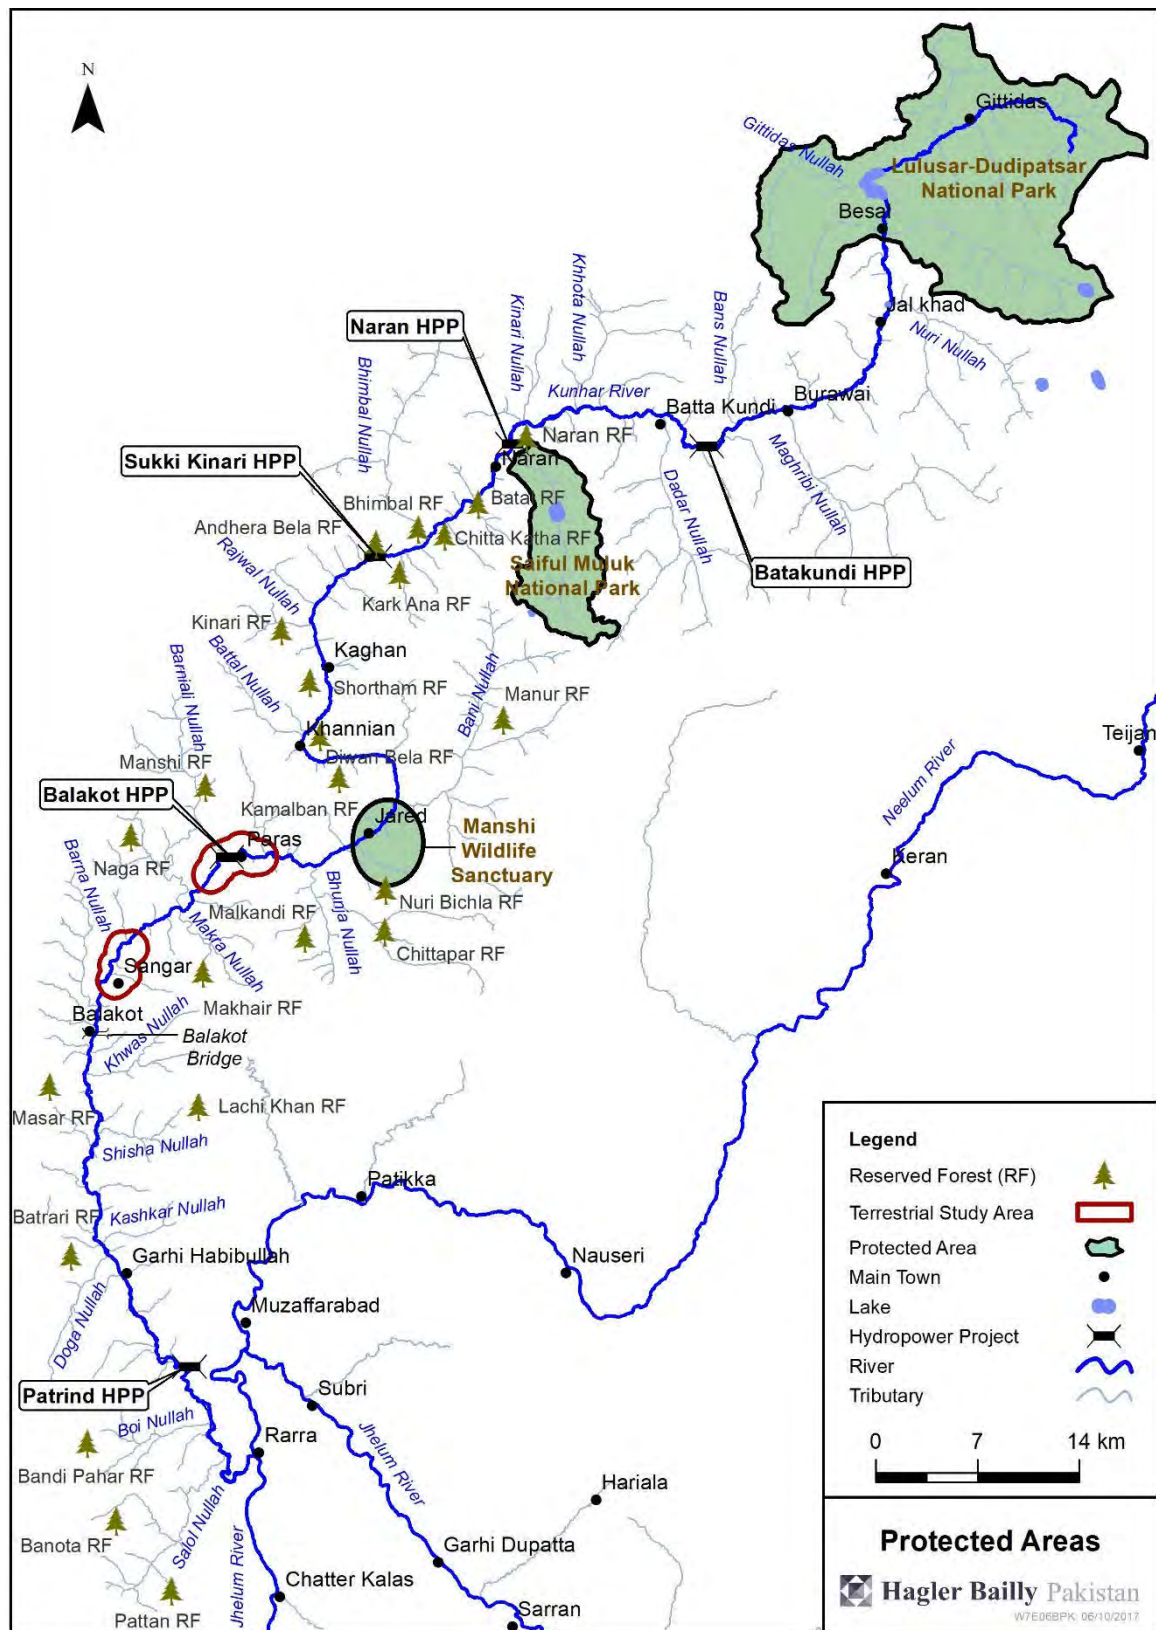 N
Gittidas
Gittidas Nullah
Lulusar-Dudipatsar
National Park
Besal
Jal khad
Nuri Nullah
Khhota Nullah
Kinari Nullah
Bans Nullah
Naran HPP
Bhimbal Nullah
Kunhar River
Batta Kundi
Burawai
Naran RF
Maghribi Nullah
Sukki Kinari HPP
Naran
Dadar Nullah
Bhimbal RF
Batal RF
Andhera Bela RF
Chitta Katha RF
Saiful Muluk
National Park
Batakundi HPP
Rajwal Nullah
Kark Ana RF
Kinari RF
Battal Nullah
Kaghan
Barniali Nullah
Shortham RF
Bani Nullah
Manur RF
Khannian
Teijan
Diwan Bela RF
Neelum River
Manshi RF
Balakot HPP
Kamalban RF
Jared
Manshi
Wildlife
Sanctuary
Paras
Keran
Naga RF
Barna Nullah
Bhunja Nullah
Nuri Bichla RF
Malkandi RF
Makra Nullah
Chittapar RF
Sangar
Makhair RF
Balakot
Khwas Nullah
Balakot
Bridge
Masar RF
Lachi Khan RF
Shisha Nullah
Patikka
Batrari RF
Kashkar Nullah
Garhi Habibullah
Nauseri
Doga Nullah
Muzaffarabad
Patrind HPP
Subri
Boi Nullah
Rarra
Jhelum River
Bandi Pahar RF
Hariala
Salol Nullah
Banota RF
Jhelum River
Garhi Dupatta
Chatter Kalas
Pattan RF
Sarran
Legend
Reserved Forest (RF)
Terrestrial Study Area
Protected Area
Main Town
Lake
Hydropower Project
River
Tributary
0 7 14 km
Protected Areas
Hagler Bailly Pakistan
W7E06BPK: 06/10/2017